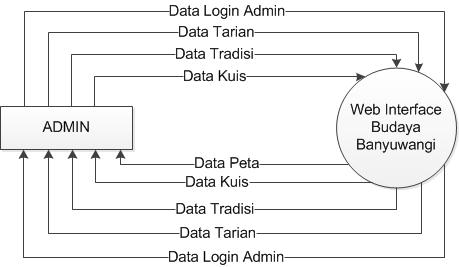 Data Login Admin
Data Tarian
Data Tradisi
Data Kuis
ADMIN
Web Interface
Budaya
Banyuwangi
Data Peta
Data Kuis
Data Tradisi
Data Tarian
Data Login Admin